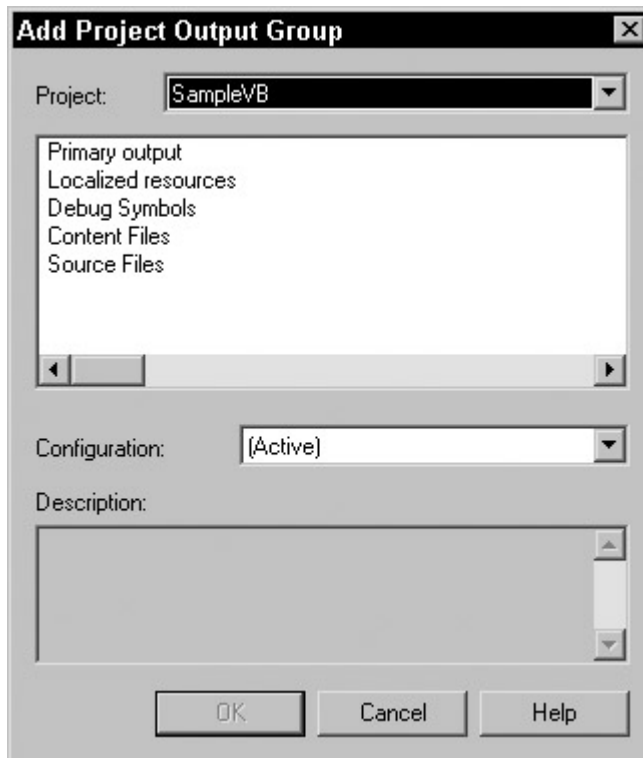 Add Project Output Group
Project: SampleVB
Primary output
Localized resources
Debug Symbols
Content Files
Source Files
Configuration: (Active)
Description:
OK Cancel Help